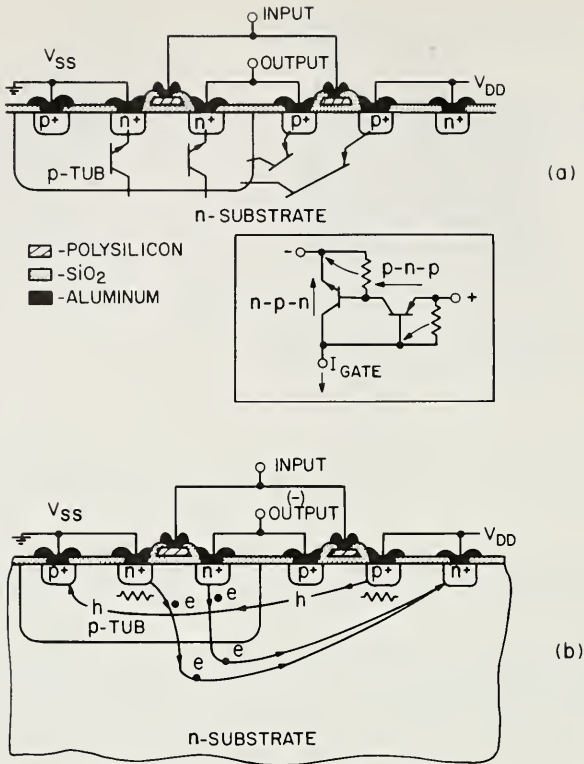 INPUT
OUTPUT
VSS
VDD
p+ n+ n+ p+ p+ n+
p-TUB
n-SUBSTRATE
(a)
-POLYSILICON
-SiO2
-ALUMINUM
- p-n-p
n-p-n +
IGATE
INPUT
(-)
OUTPUT
VSS
VDD
p+ n+ n+ p+ p+ n+
h e e h
p-TUB
e
e
n-SUBSTRATE
(b)